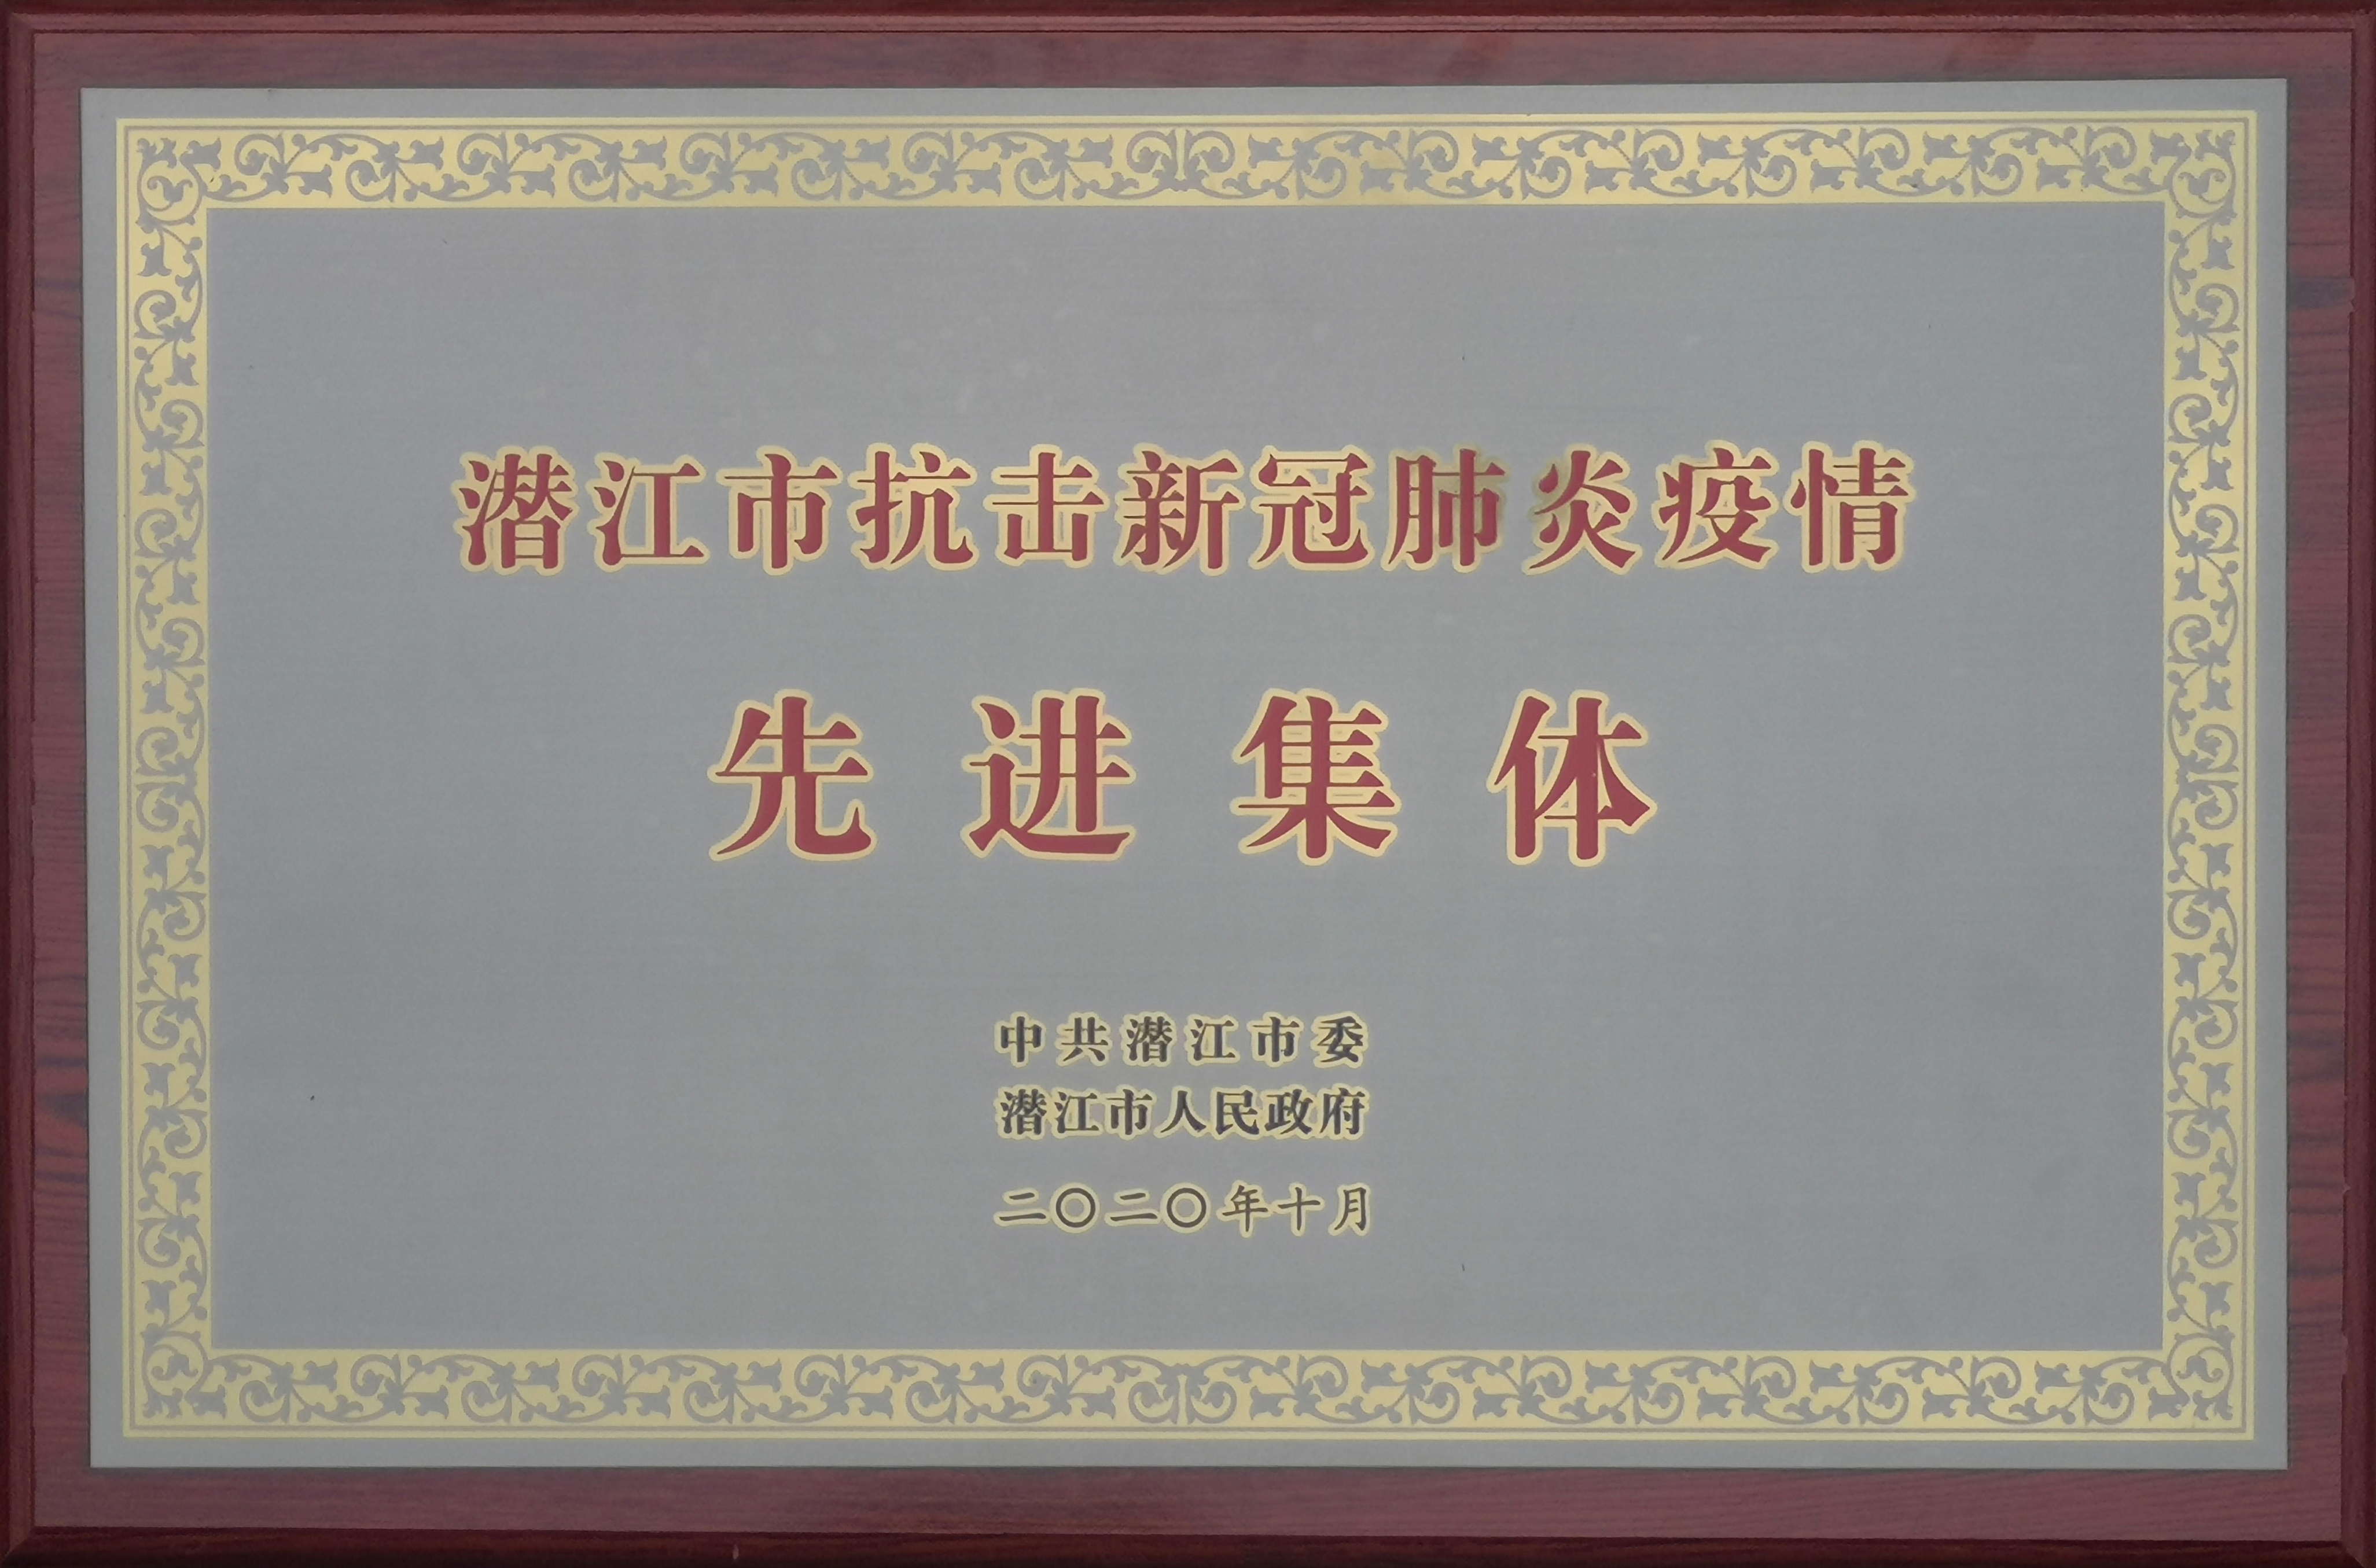 潜江市抗击新冠肺炎疫情
先进集体
中共潜江市委
潜江市人民政府
二〇二〇年十月